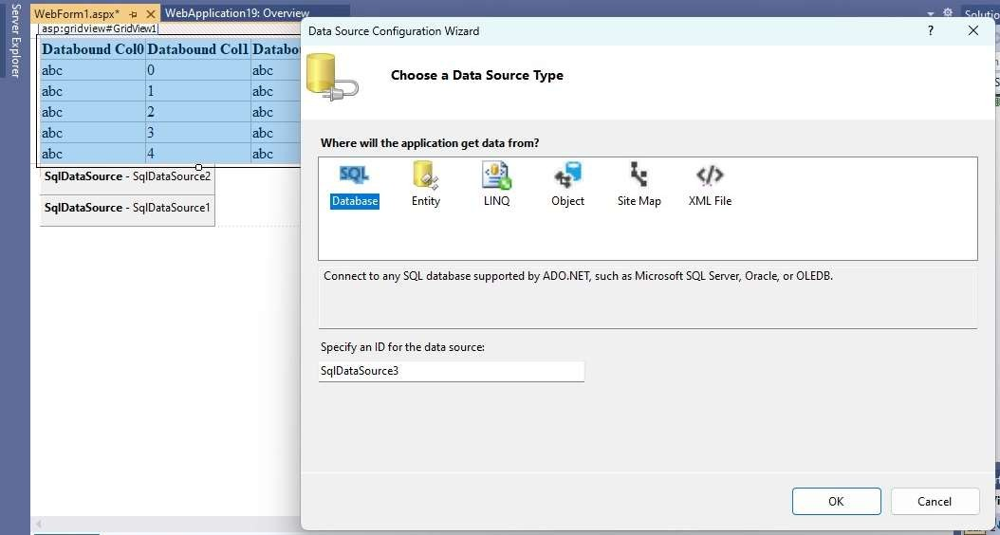 WebForm1.aspx*
WebApplication19: Overview
Server Explorer
asp:gridview#GridView1
Databound Col0 Databound Col1
abc 0 abc
abc 1 abc
abc 2 abc
abc 3 abc
abc 4 abc
SqlDataSource - SqlDataSource2
SqlDataSource - SqlDataSource1
Data Source Configuration Wizard
?
Choose a Data Source Type
Where will the application get data from?
SQL
Database Entity LINQ Object Site Map XML File
Connect to any SQL database supported by ADO.NET, such as Microsoft SQL Server, Oracle, or OLEDB.
Specify an ID for the data source:
SqlDataSource3
OK Cancel